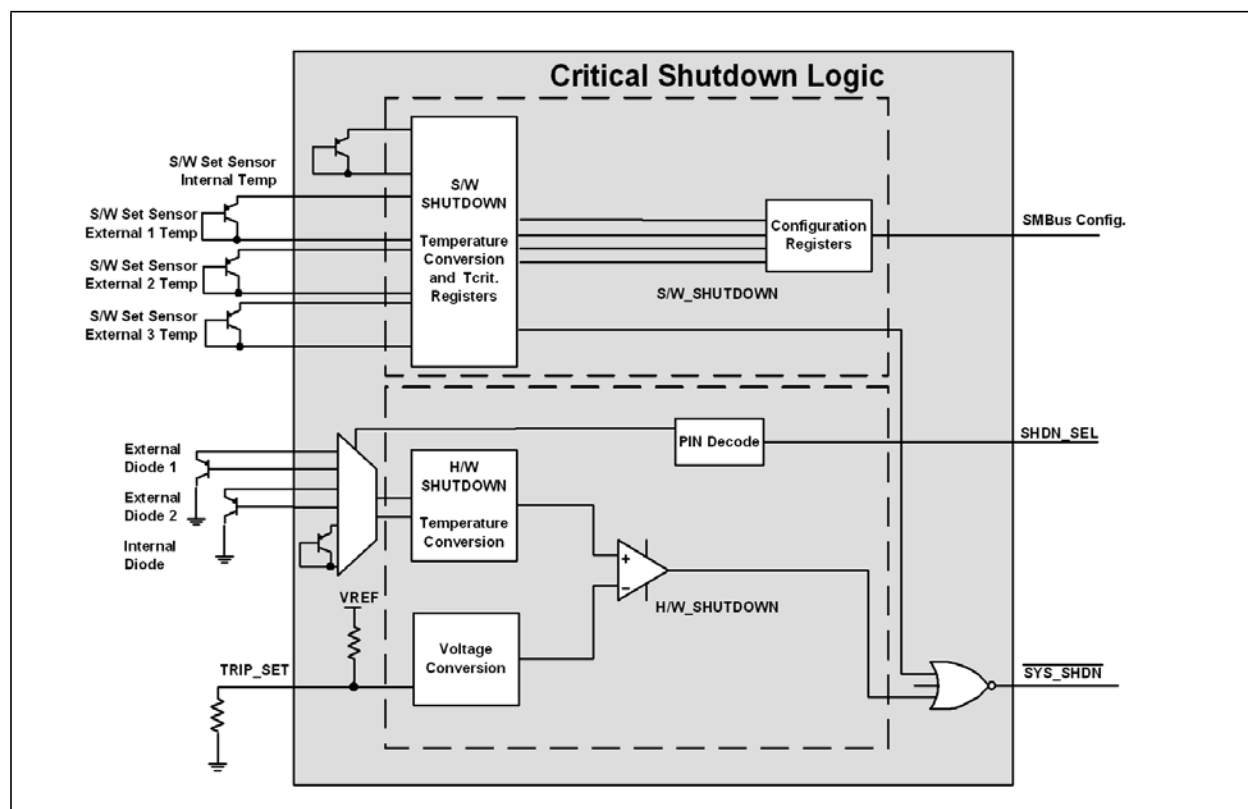 Critical Shutdown Logic
S/W Set Sensor
Internal Temp
S/W Set Sensor
External 1 Temp
S/W Set Sensor
External 2 Temp
S/W Set Sensor
External 3 Temp
S/W
SHUTDOWN
Temperature
Conversion
and Tcrit.
Registers
Configuration
Registers
SMBus Config.
S/W_SHUTDOWN
PIN Decode
SHDN_SEL
External
Diode 1
External
Diode 2
Internal
Diode
H/W
SHUTDOWN
Temperature
Conversion
+
−
H/W_SHUTDOWN
VREF
TRIP_SET
Voltage
Conversion
SYS_SHDN